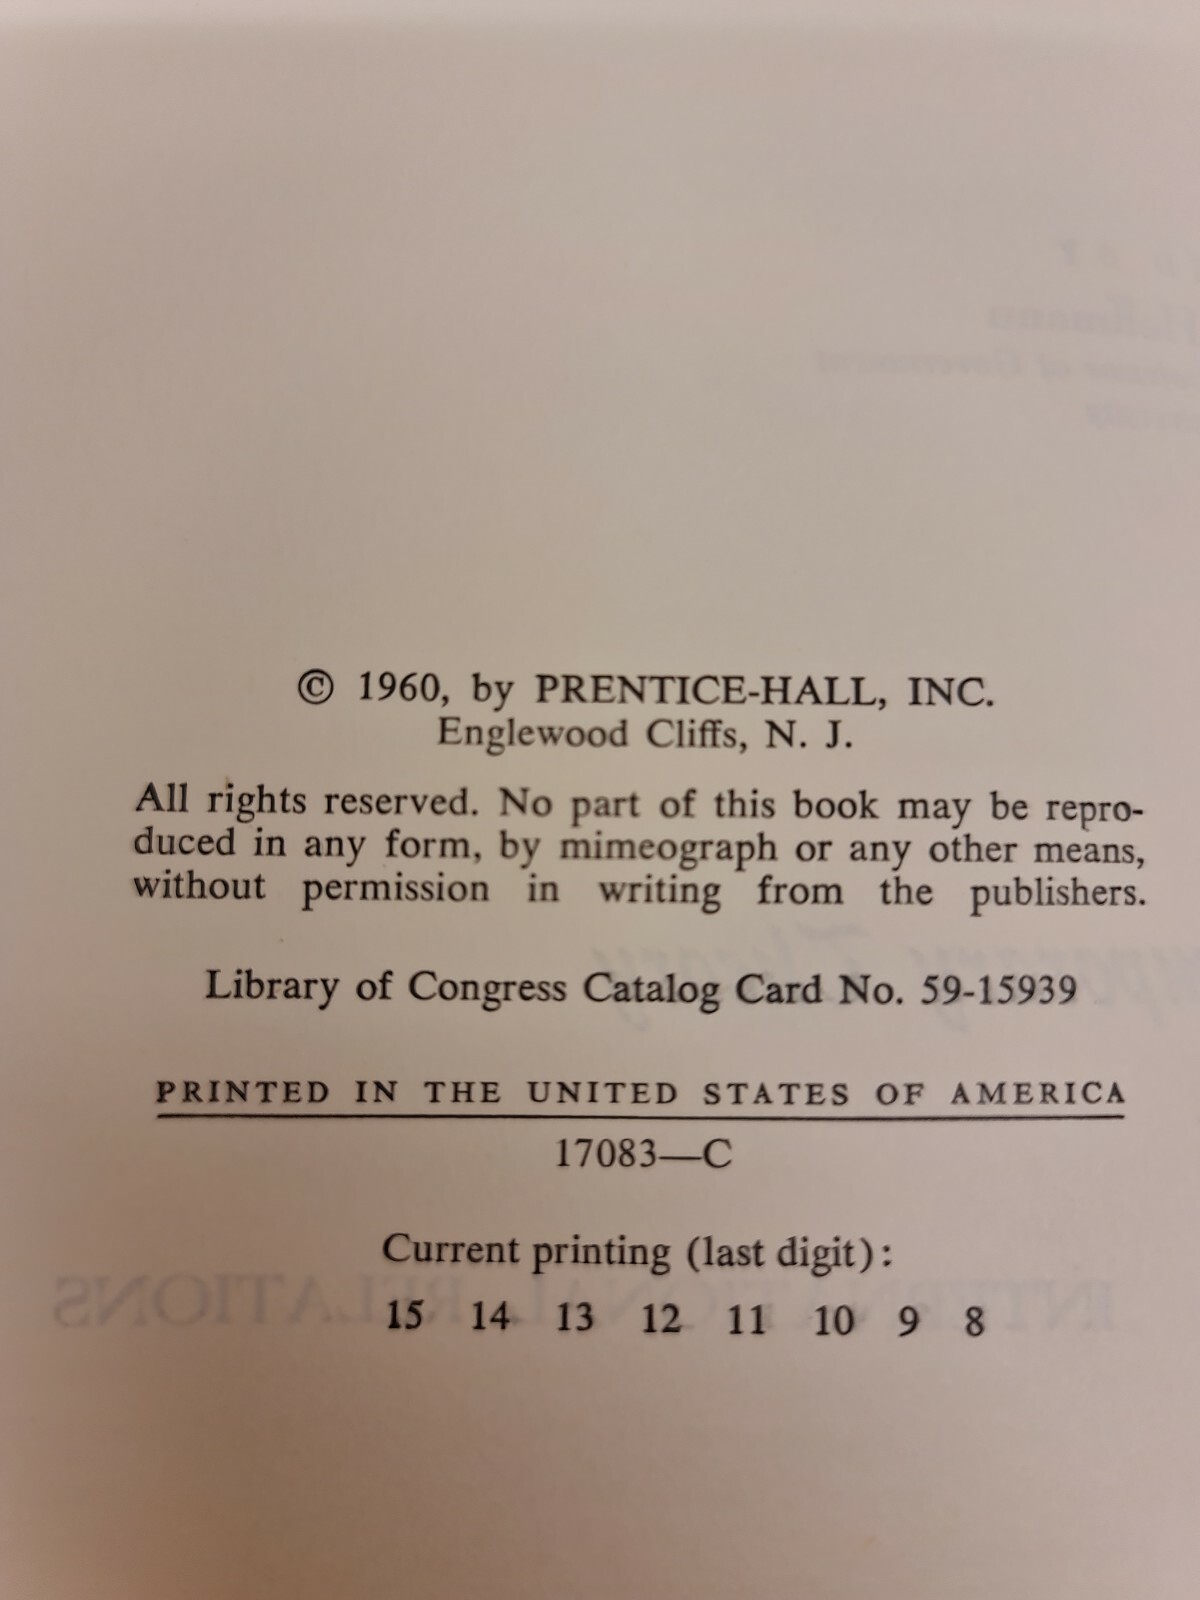 © 1960, by PRENTICE-HALL, INC.
Englewood Cliffs, N. J.
All rights reserved. No part of this book may be repro-
duced in any form, by mimeograph or any other means,
without permission in writing from the publishers.
Library of Congress Catalog Card No. 59-15939
PRINTED IN THE UNITED STATES OF AMERICA
17083—C
Current printing (last digit):
INTERNATIONAL RELATIONS
15 14 13 12 11 10 9 8